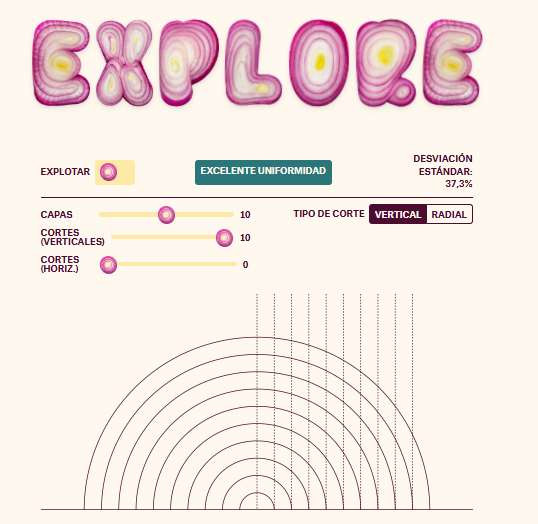 EXPLORE
EXPLOTAR
EXCELENTE UNIFORMIDAD
DESVIACIÓN
ESTÁNDAR:
37,3%
CAPAS 10
TIPO DE CORTE VERTICAL RADIAL
CORTES
(VERTICALES) 10
CORTES
(HORIZ.) 0